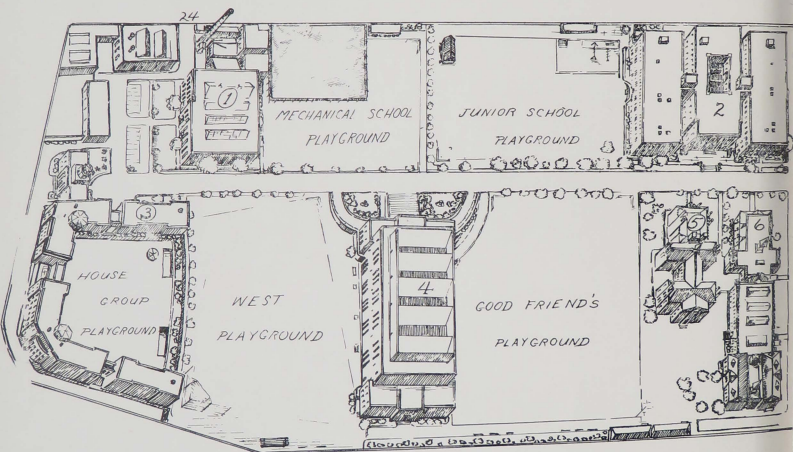 24
1
MECHANICAL SCHOOL
PLAYGROUND
JUNIOR SCHOOL
PLAYGROUND
2
3
HOUSE
GROUP
PLAYGROUND
WEST
PLAYGROUND
4
GOOD FRIEND'S
PLAYGROUND
5
6